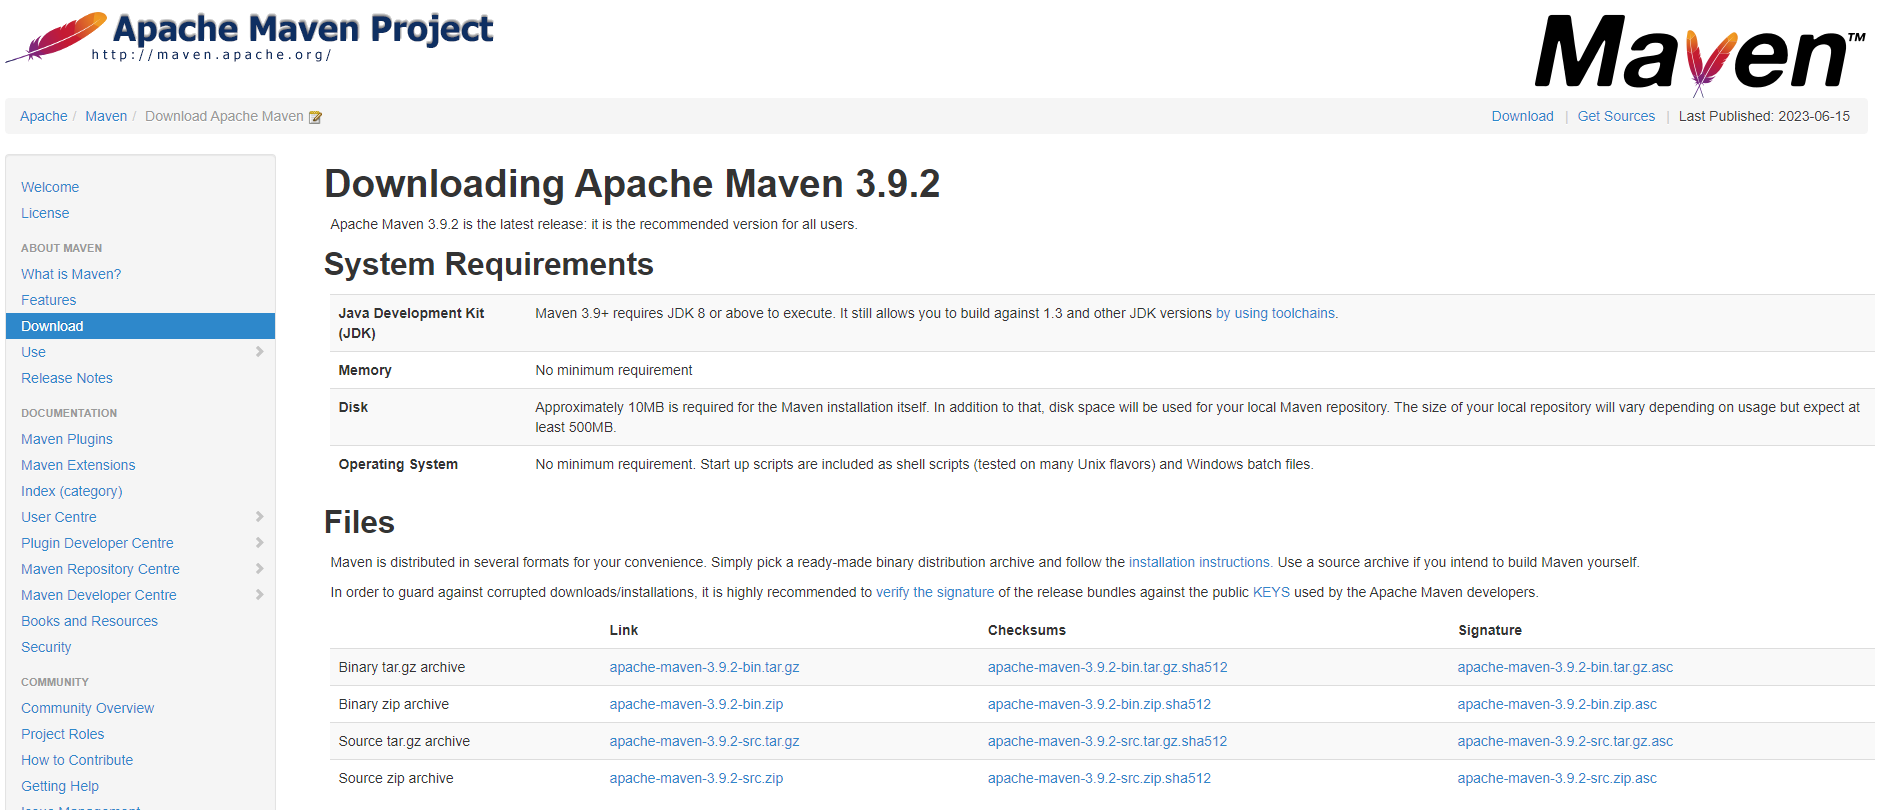 Apache Maven Project
http://maven.apache.org/
Maven™
Apache / Maven / Download Apache Maven
Download | Get Sources | Last Published: 2023-06-15
Welcome
License
ABOUT MAVEN
What is Maven?
Features
Download
Use
Release Notes
DOCUMENTATION
Maven Plugins
Maven Extensions
Index (category)
User Centre
Plugin Developer Centre
Maven Repository Centre
Maven Developer Centre
Books and Resources
Security
COMMUNITY
Community Overview
Project Roles
How to Contribute
Getting Help
Issue Management
Downloading Apache Maven 3.9.2
Apache Maven 3.9.2 is the latest release: it is the recommended version for all users.
System Requirements
Java Development Kit
(JDK)
Maven 3.9+ requires JDK 8 or above to execute. It still allows you to build against 1.3 and other JDK versions by using toolchains.
Memory
No minimum requirement
Disk
Approximately 10MB is required for the Maven installation itself. In addition to that, disk space will be used for your local Maven repository. The size of your local repository will vary depending on usage but expect at
least 500MB.
Operating System
No minimum requirement. Start up scripts are included as shell scripts (tested on many Unix flavors) and Windows batch files.
Files
Maven is distributed in several formats for your convenience. Simply pick a ready-made binary distribution archive and follow the installation instructions. Use a source archive if you intend to build Maven yourself.
In order to guard against corrupted downloads/installations, it is highly recommended to verify the signature of the release bundles against the public KEYS used by the Apache Maven developers.
Link Checksums Signature
Binary tar.gz archive apache-maven-3.9.2-bin.tar.gz apache-maven-3.9.2-bin.tar.gz.sha512 apache-maven-3.9.2-bin.tar.gz.asc
Binary zip archive apache-maven-3.9.2-bin.zip apache-maven-3.9.2-bin.zip.sha512 apache-maven-3.9.2-bin.zip.asc
Source tar.gz archive apache-maven-3.9.2-src.tar.gz apache-maven-3.9.2-src.tar.gz.sha512 apache-maven-3.9.2-src.tar.gz.asc
Source zip archive apache-maven-3.9.2-src.zip apache-maven-3.9.2-src.zip.sha512 apache-maven-3.9.2-src.zip.asc